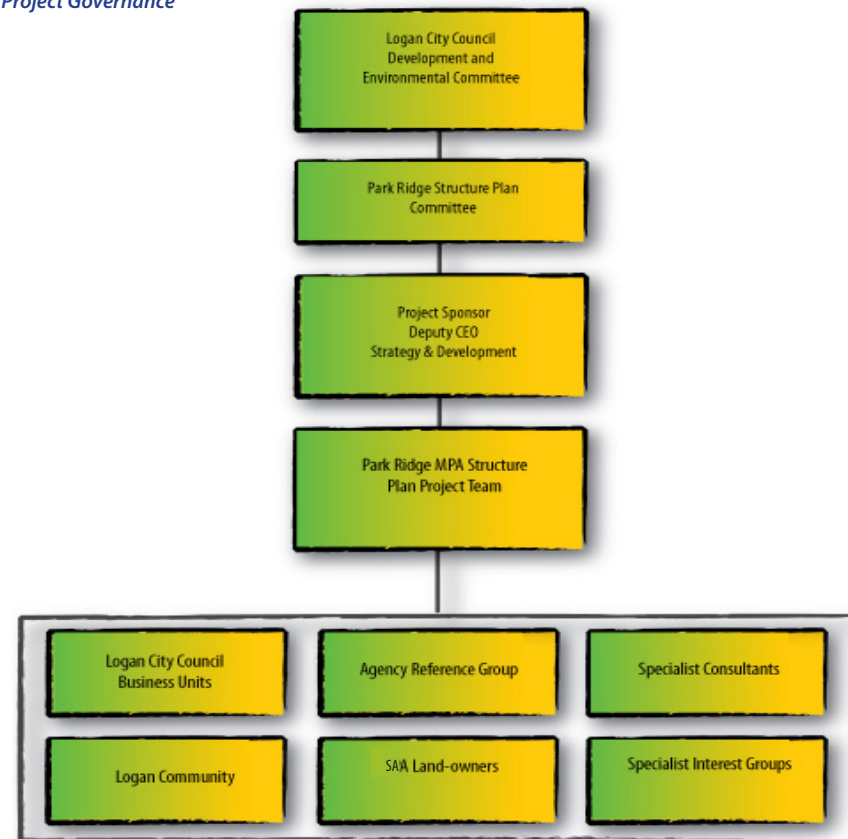 Project Governance
Logan City Council
Development and
Environmental Committee
Park Ridge Structure Plan
Committee
Project Sponsor
Deputy CEO
Strategy & Development
Park Ridge MPA Structure
Plan Project Team
Logan City Council
Business Units
Agency Reference Group
Specialist Consultants
Logan Community
Land-owners
Specialist Interest Groups